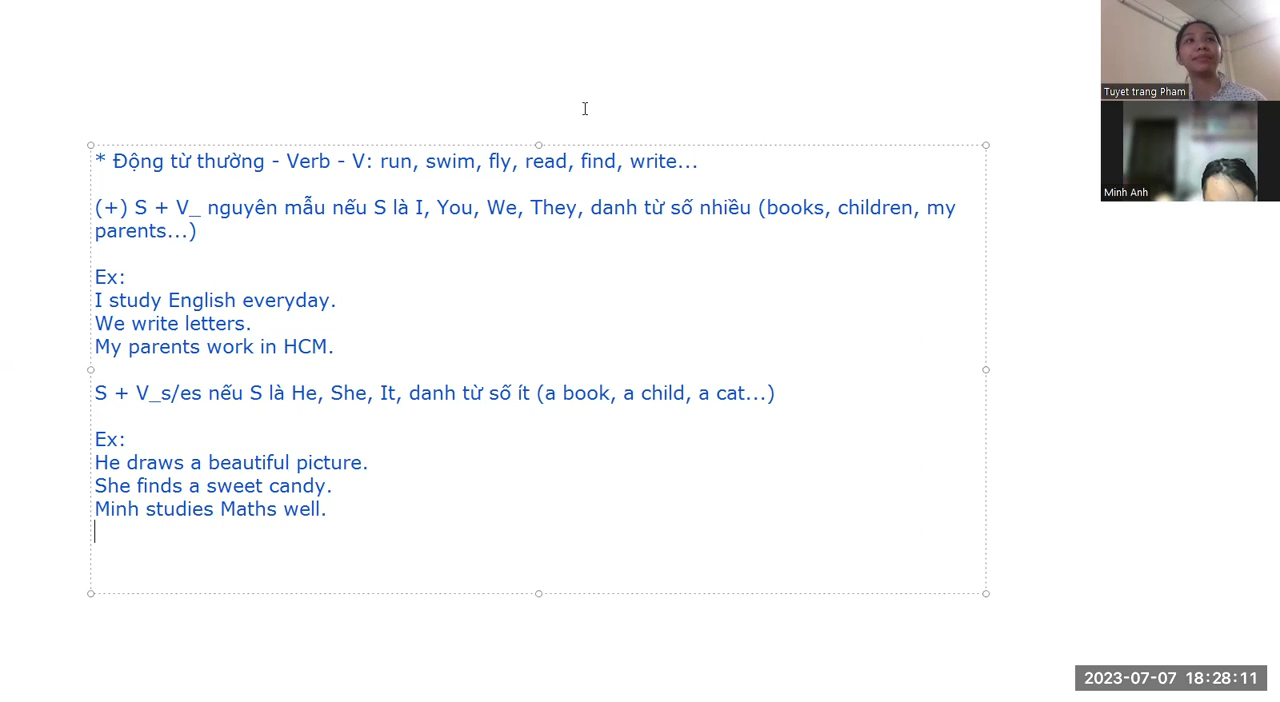 * Động từ thường - Verb - V: run, swim, fly, read, find, write...
(+) S + V_ nguyên mẫu nếu S là I, You, We, They, danh từ số nhiều (books, children, my
parents...)
Ex:
I study English everyday.
We write letters.
My parents work in HCM.
S + V_s/es nếu S là He, She, It, danh từ số ít (a book, a child, a cat...)
Ex:
He draws a beautiful picture.
She finds a sweet candy.
Minh studies Maths well.
Tuyet trang Pham
Minh Anh
2023-07-07 18:28:11